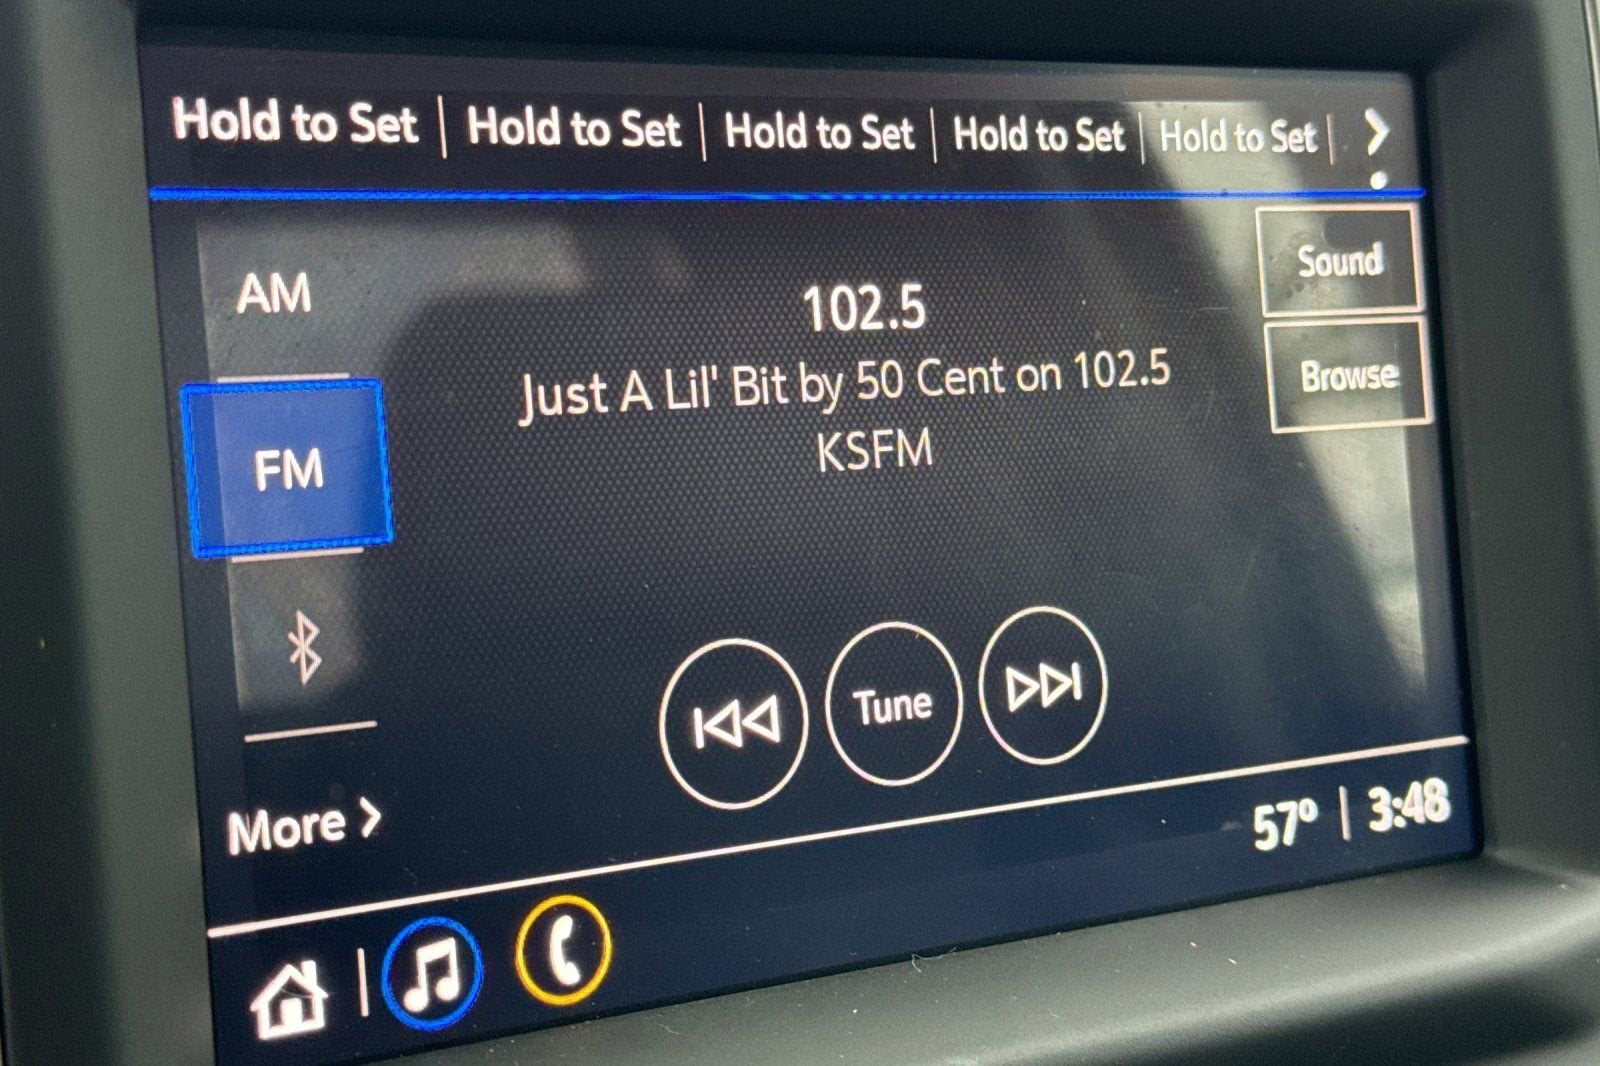 Hold to Set | Hold to Set | Hold to Set | Hold to Set | Hold to Set |
Sound
AM
102.5
Just A Lil' Bit by 50 Cent on 102.5
Browse
KSFM
FM
Tune
More
57° | 3:48